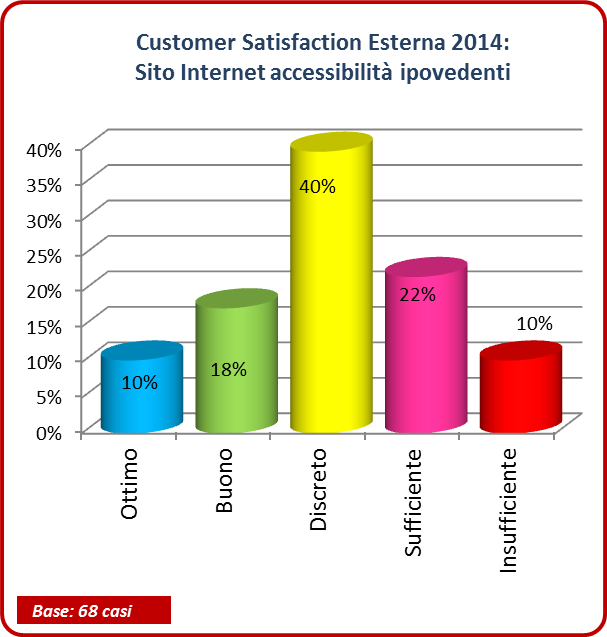 Customer Satisfaction Esterna 2014:
Sito Internet accessibilità ipovedenti
40%
35%
30%
25%
20%
15%
10%
5%
0%
10%
18%
40%
22%
10%
Ottimo
Buono
Discreto
Sufficiente
Insufficiente
Base: 68 casi